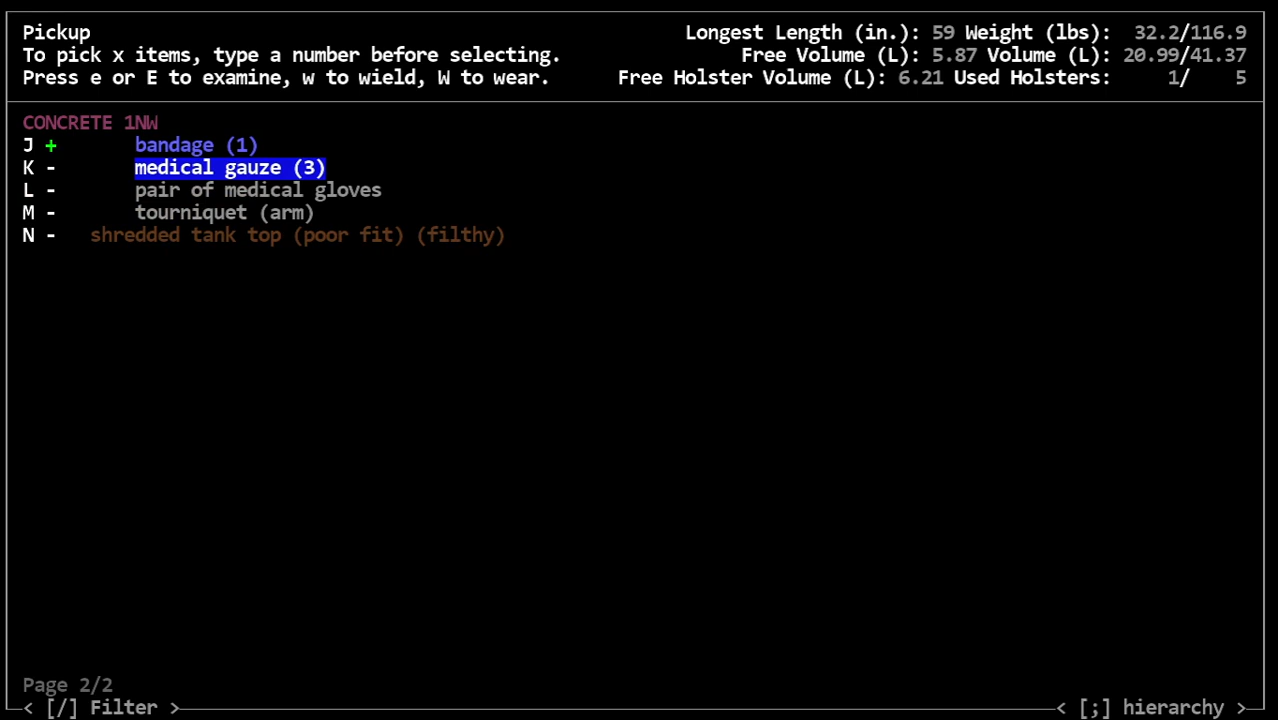 Pickup Longest Length (in.): 59 Weight (lbs): 32.2/116.9
To pick x items, type a number before selecting. Free Volume (L): 5.87 Volume (L): 20.99/41.37
Press e or E to examine, w to wield, W to wear. Free Holster Volume (L): 6.21 Used Holsters: 1/ 5
CONCRETE 1NW
J + bandage (1)
K - medical gauze (3)
L - pair of medical gloves
M - tourniquet (arm)
N - shredded tank top (poor fit) (filthy)
Page 2/2
< [/] Filter > < [;] hierarchy >